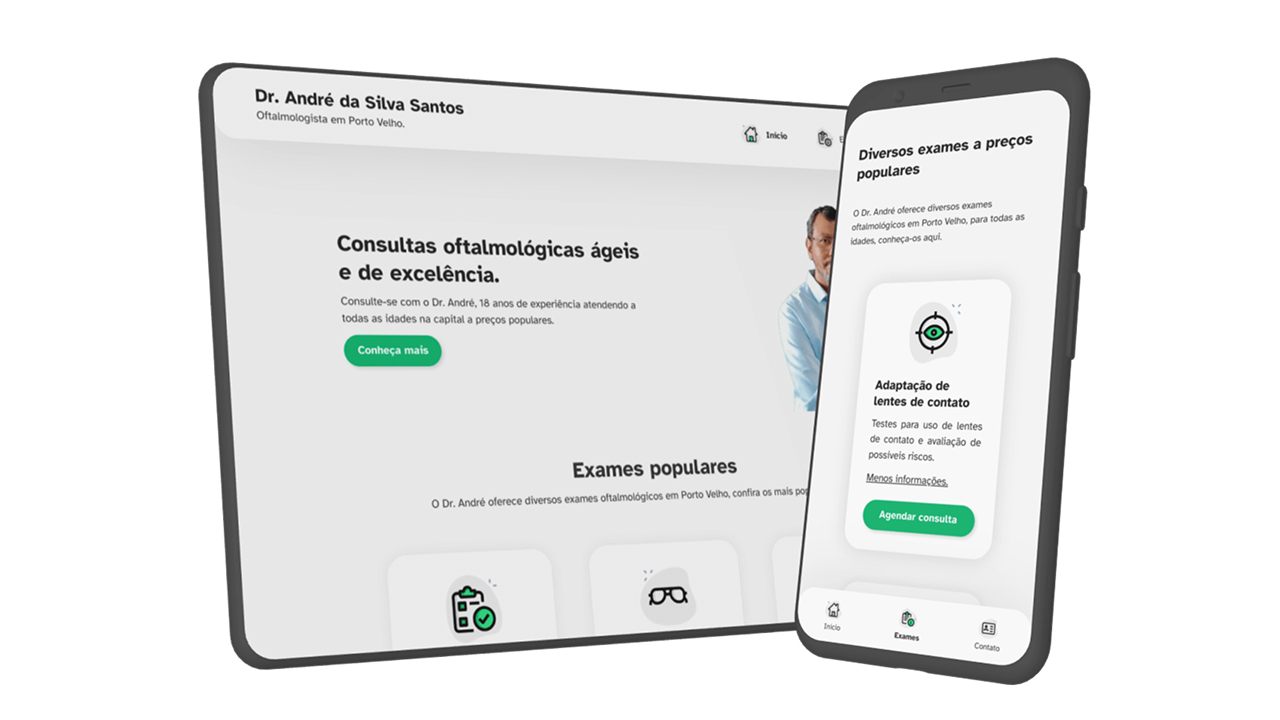 Dr. André da Silva Santos
Oftalmologista em Porto Velho.
Início
Consultas oftalmológicas ágeis
e de excelência.
Consulte-se com o Dr. André, 18 anos de experiência atendendo a
todas as idades na capital a preços populares.
Conheça mais
Exames populares
O Dr. André oferece diversos exames oftalmológicos em Porto Velho, confira os mais pop
Diversos exames a preços
populares
O Dr. André oferece diversos exames
oftalmológicos em Porto Velho, para todas as
idades, conheça-os aqui.
Adaptação de
lentes de contato
Testes para uso de lentes
de contato e avaliação de
possíveis riscos.
Menos informações.
Agendar consulta
Início
Exames
Contato